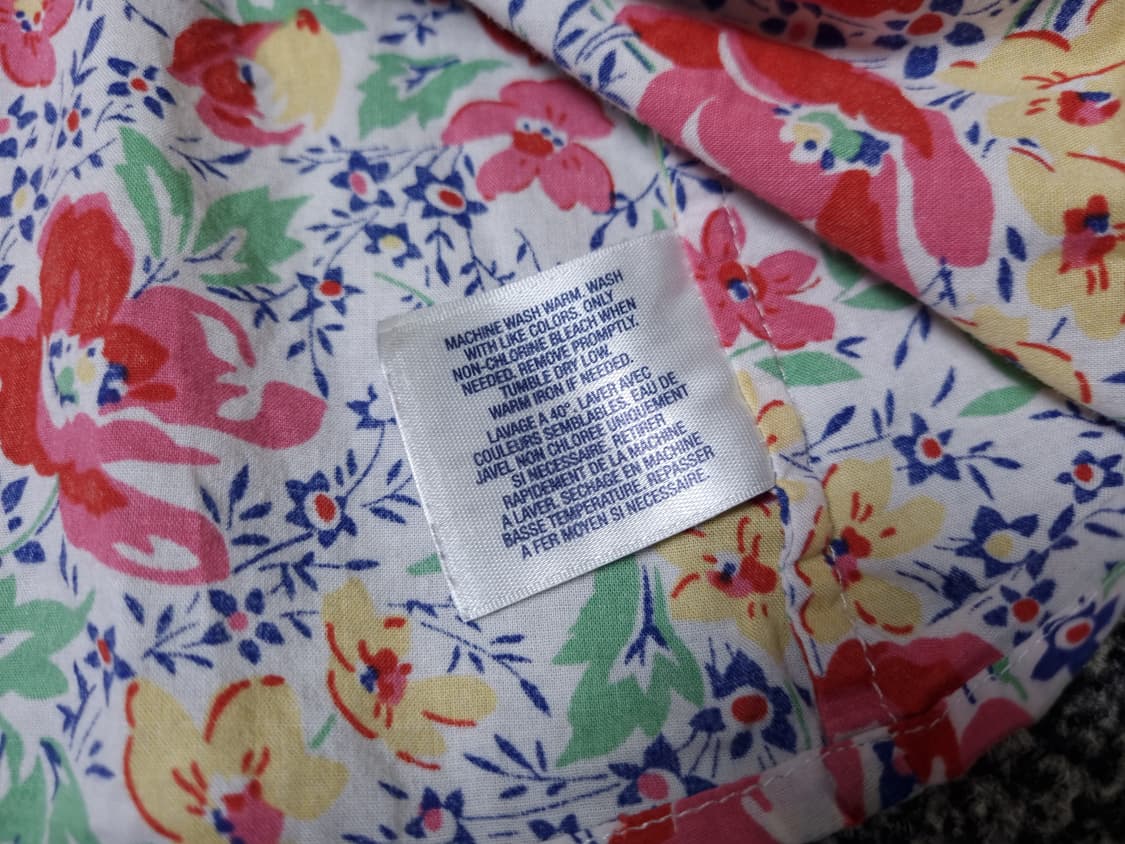 MACHINE WASH WARM. WASH
WITH LIKE COLORS. ONLY
NON-CHLORINE BLEACH WHEN
NEEDED. REMOVE PROMPTLY.
TUMBLE DRY LOW.
WARM IRON IF NEEDED.
LAVAGE A 40°. LAVER AVEC
COULEURS SEMBLABLES. EAU DE
JAVEL NON CHLOREE UNIQUEMENT
SI NECESSAIRE. RETIRER
RAPIDEMENT DE LA MACHINE
A LAVER. SECHAGE EN MACHINE
BASSE TEMPERATURE. REPASSER
A FER MOYEN SI NECESSAIRE.